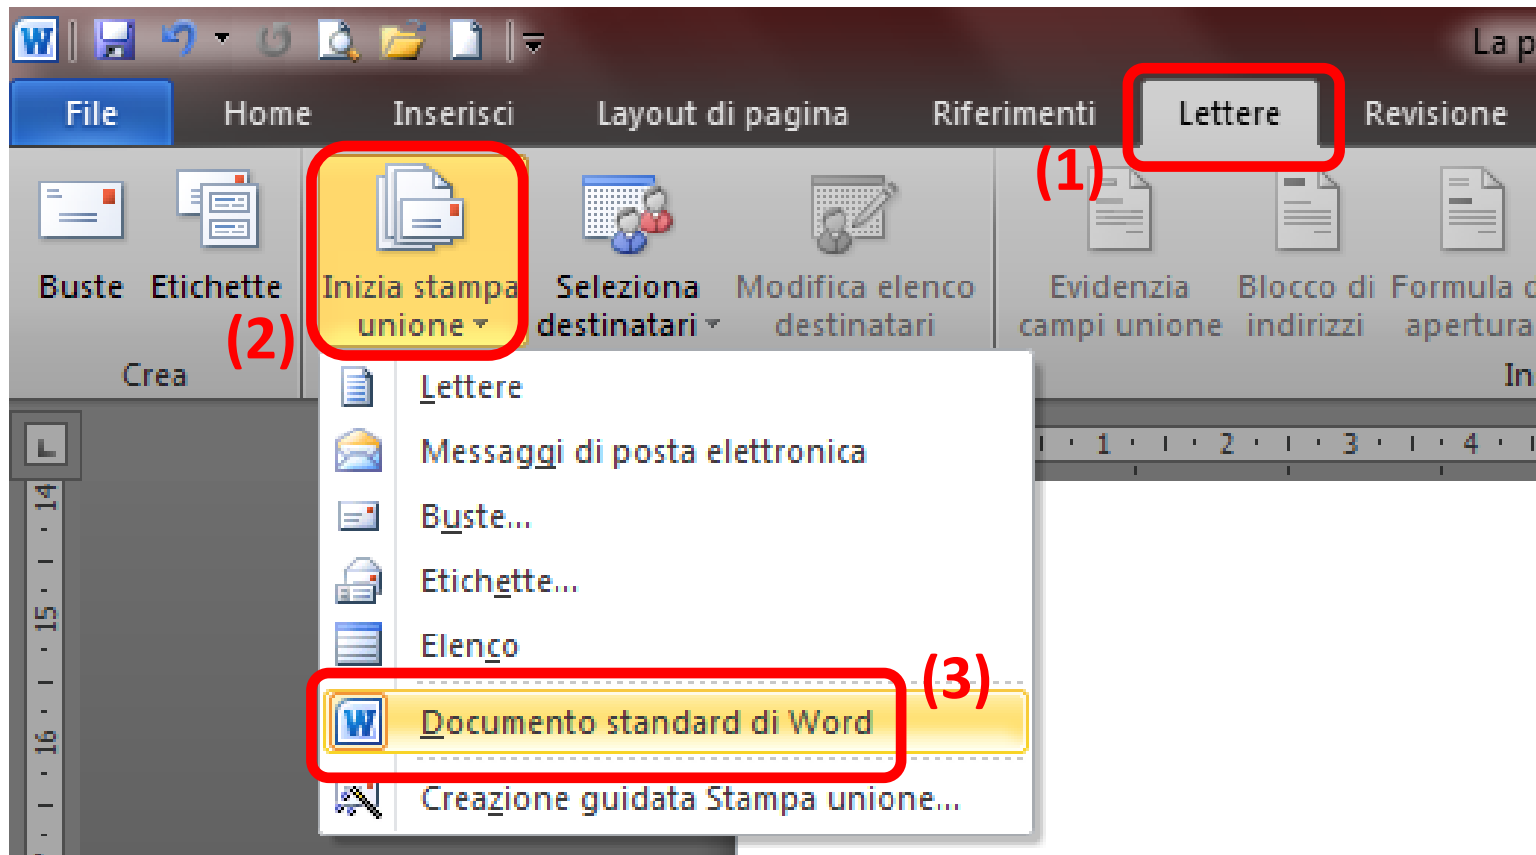 La p
File Home Inserisci Layout di pagina Riferimenti Lettere Revisione
(1)
Buste Etichette Inizia stampa unione Seleziona destinatari Modifica elenco destinatari Evidenzia campi unione Blocco di indirizzi Formula d apertura
(2)
Crea In
Lettere
Messaggi di posta elettronica
Buste...
Etichette...
Elenco
(3)
Documento standard di Word
Creazione guidata Stampa unione...
L
1 2 3 4
14
15
16